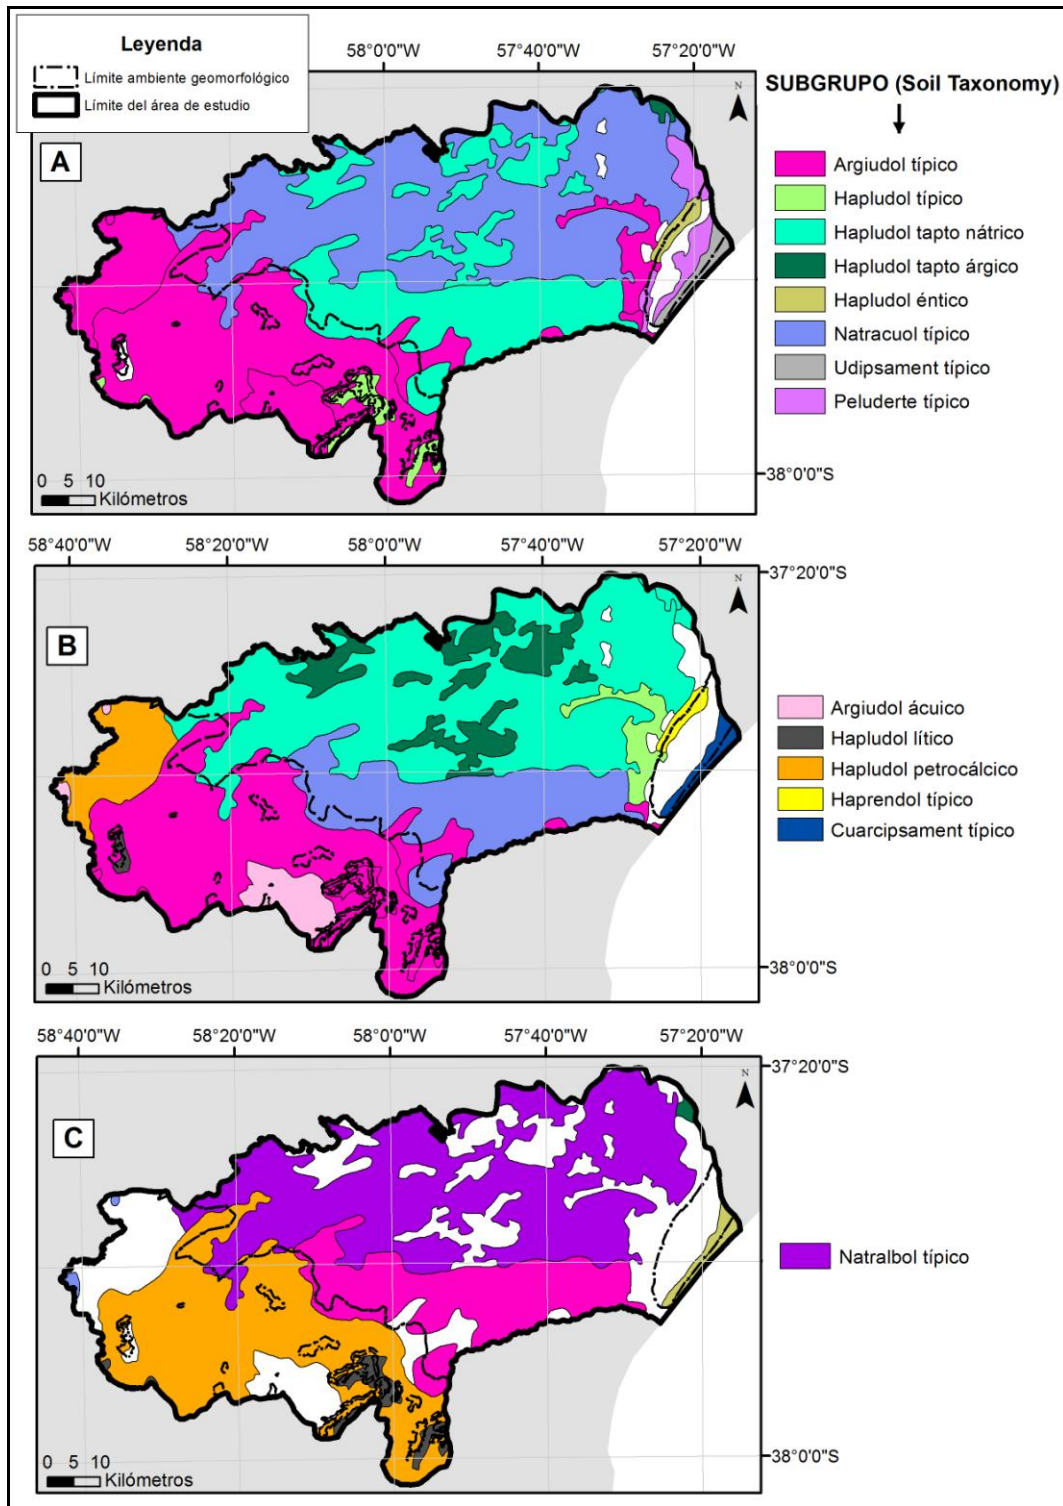 Leyenda
Límite ambiente geomorfológico
Límite del área de estudio
58°0'0"W 57°40'0"W 57°20'0"W
N
A
38°0'0"S
0 5 10
Kilómetros
SUBGRUPO (Soil Taxonomy)
Argiudol típico
Hapludol típico
Hapludol tapto nátrico
Hapludol tapto árgico
Hapludol éntico
Natracuol típico
Udipsament típico
Peluderte típico
58°40'0"W 58°20'0"W 58°0'0"W 57°40'0"W 57°20'0"W
37°20'0"S
N
B
38°0'0"S
0 5 10
Kilómetros
Argiudol ácuico
Hapludol lítico
Hapludol petrocálcico
Haprendol típico
Cuarcipsament típico
58°40'0"W 58°20'0"W 58°0'0"W 57°40'0"W 57°20'0"W
37°20'0"S
N
C
38°0'0"S
0 5 10
Kilómetros
Natralbol típico